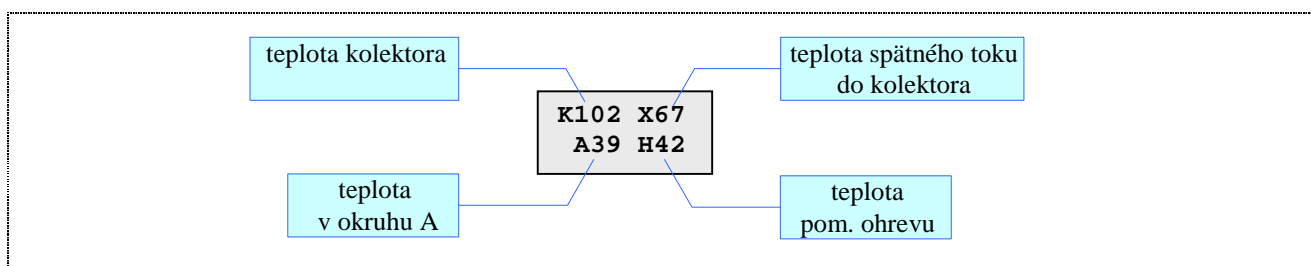 teplota kolektora
teplota spätného toku
do kolektora
K102 X67
A39 H42
teplota
v okruhu A
teplota
pom. ohrevu